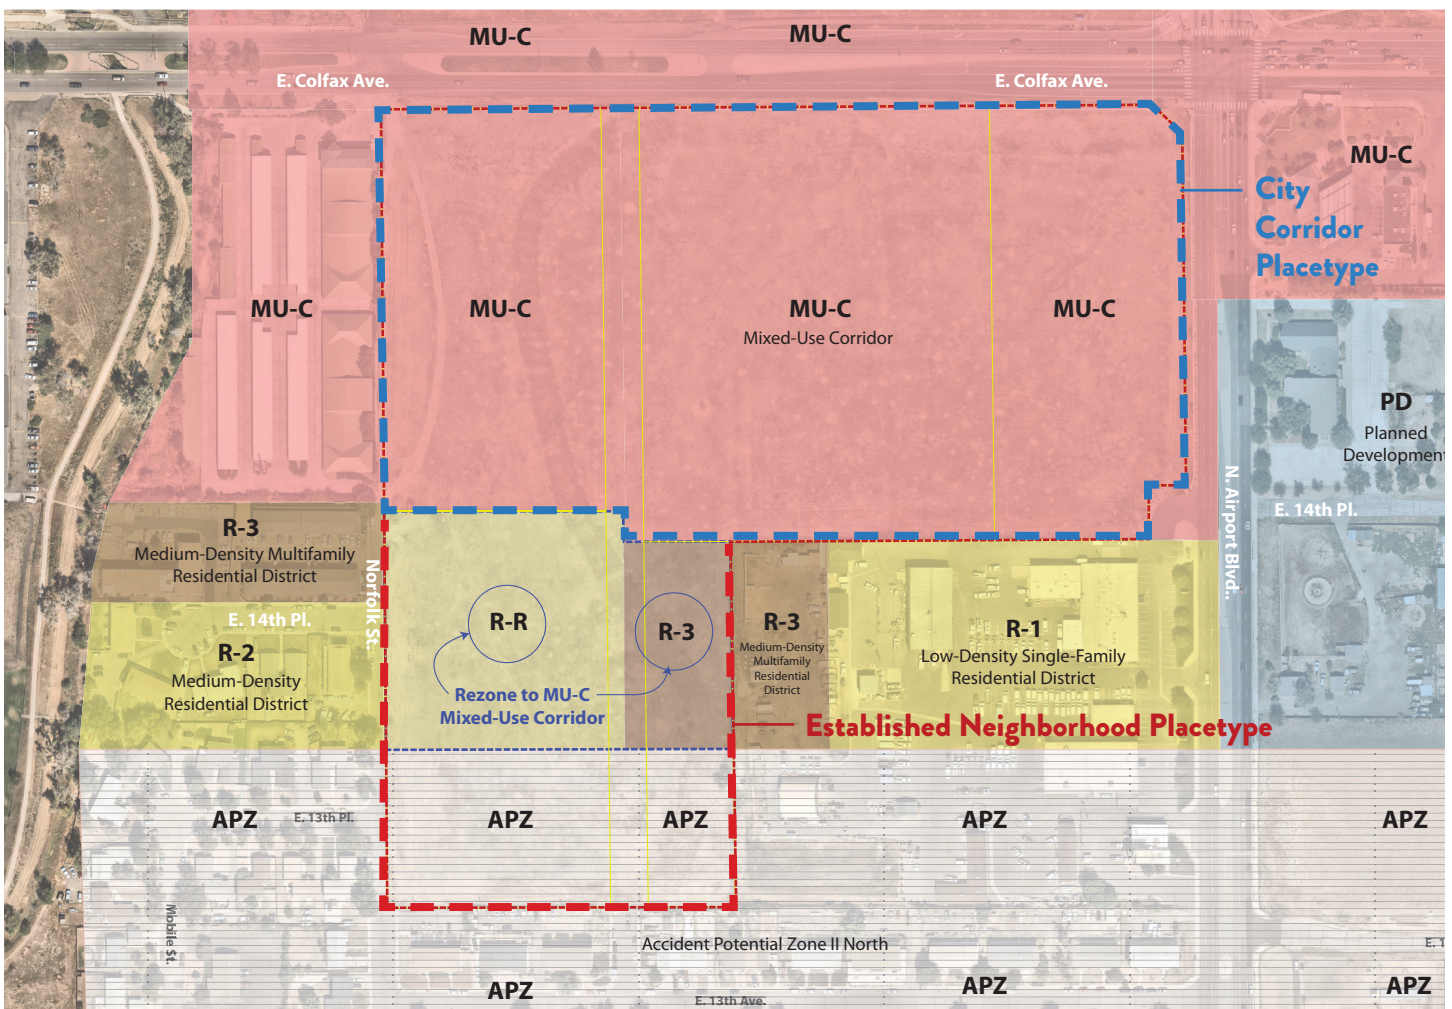 MU-C
MU-C
E. Colfax Ave.
E. Colfax Ave.
MU-C
City
Corridor
Placetype
MU-C
MU-C
MU-C
Mixed-Use Corridor
MU-C
PD
Planned
Development
N. Airport Blvd..
E. 14th Pl.
R-3
Medium-Density Multifamily
Residential District
Norfolk St.
E. 14th Pl.
R-2
Medium-Density
Residential District
R-R
R-3
Rezone to MU-C
Mixed-Use Corridor
R-3
Medium-Density
Multifamily
Residential
District
R-1
Low-Density Single-Family
Residential District
Established Neighborhood Placetype
APZ
E. 13th Pl.
APZ
APZ
APZ
APZ
Mobile St.
Accident Potential Zone II North
E. 1
APZ
E. 13th Ave.
APZ
APZ